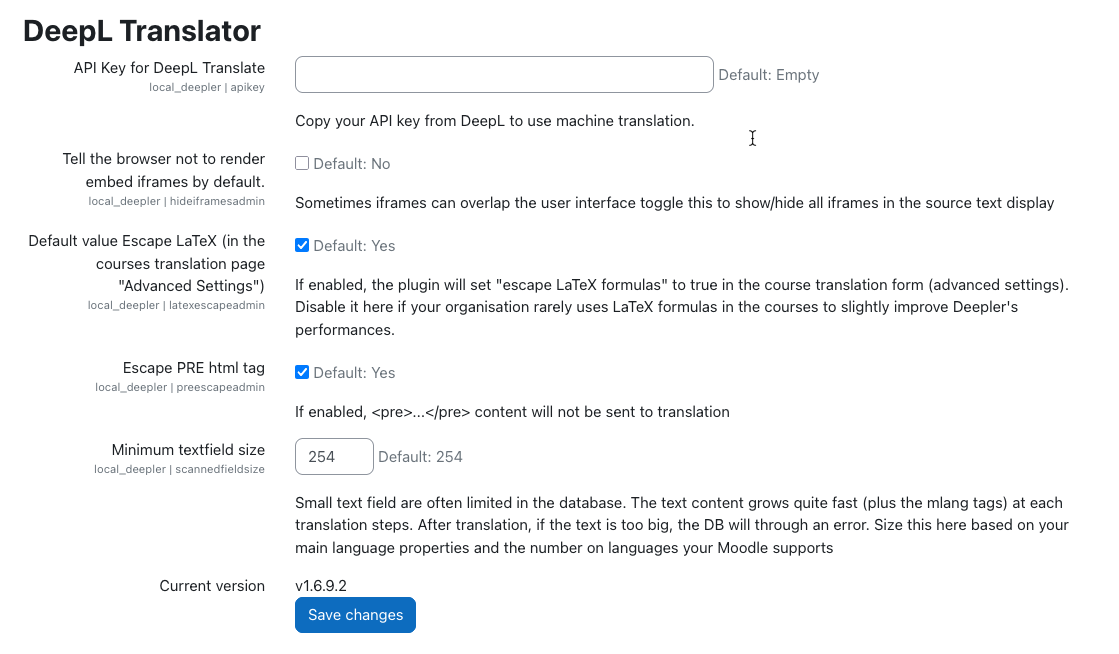 DeepL Translator
API Key for DeepL Translate
local_deepler | apikey
Default: Empty
Copy your API key from DeepL to use machine translation.
Tell the browser not to render
embed iframes by default.
local_deepler | hideiframesadmin
Default: No
Sometimes iframes can overlap the user interface toggle this to show/hide all iframes in the source text display
Default value Escape LaTeX (in the
courses translation page
"Advanced Settings")
local_deepler | latexescapeadmin
Default: Yes
If enabled, the plugin will set "escape LaTeX formulas" to true in the course translation form (advanced settings).
Disable it here if your organisation rarely uses LaTeX formulas in the courses to slightly improve Deepler's
performances.
Escape PRE html tag
local_deepler | preescapeadmin
Default: Yes
If enabled, <pre>...</pre> content will not be sent to translation
Minimum textfield size
local_deepler | scannedfieldsize
254 Default: 254
Small text field are often limited in the database. The text content grows quite fast (plus the mlang tags) at each
translation steps. After translation, if the text is too big, the DB will through an error. Size this here based on your
main language properties and the number on languages your Moodle supports
Current version
v1.6.9.2
Save changes